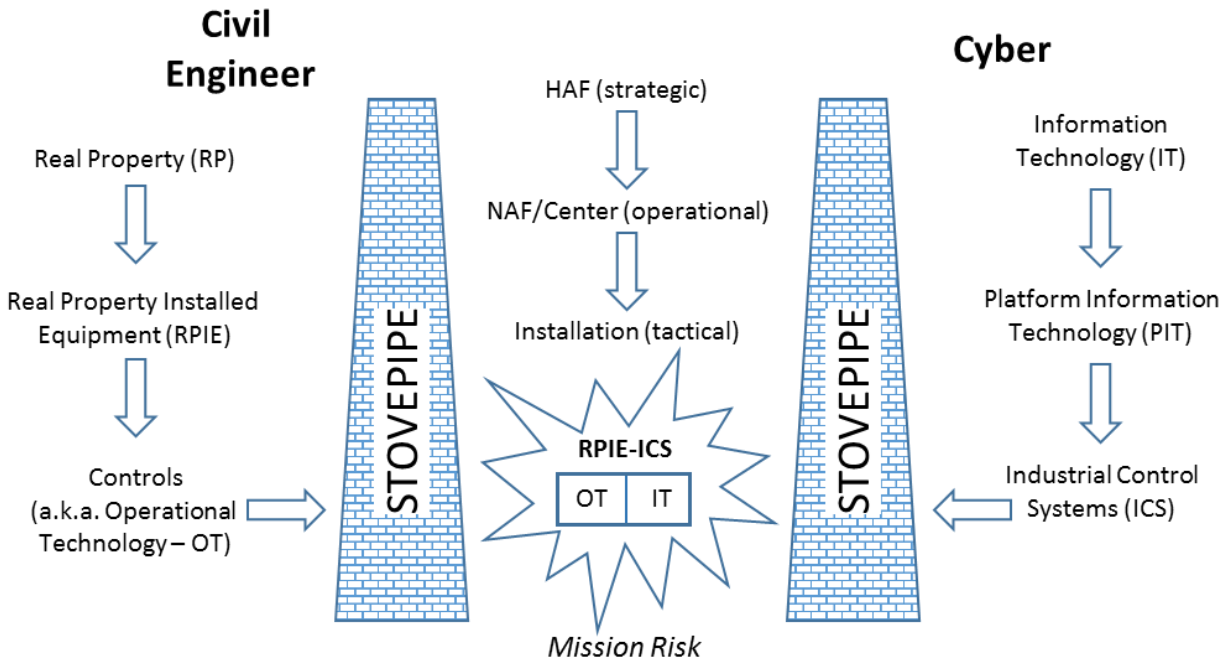 Civil
Engineer
Real Property (RP)
Real Property Installed
Equipment (RPIE)
Controls
(a.k.a. Operational
Technology – OT)
STOVEPIPE
HAF (strategic)
NAF/Center (operational)
Installation (tactical)
RPIE-ICS
OT IT
Mission Risk
STOVEPIPE
Cyber
Information
Technology (IT)
Platform Information
Technology (PIT)
Industrial Control
Systems (ICS)